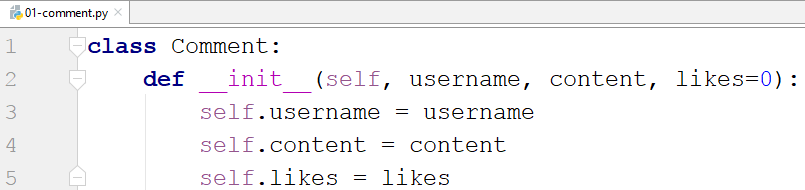 01-comment.py
1 class Comment:
2     def __init__(self, username, content, likes=0):
3         self.username = username
4         self.content = content
5         self.likes = likes